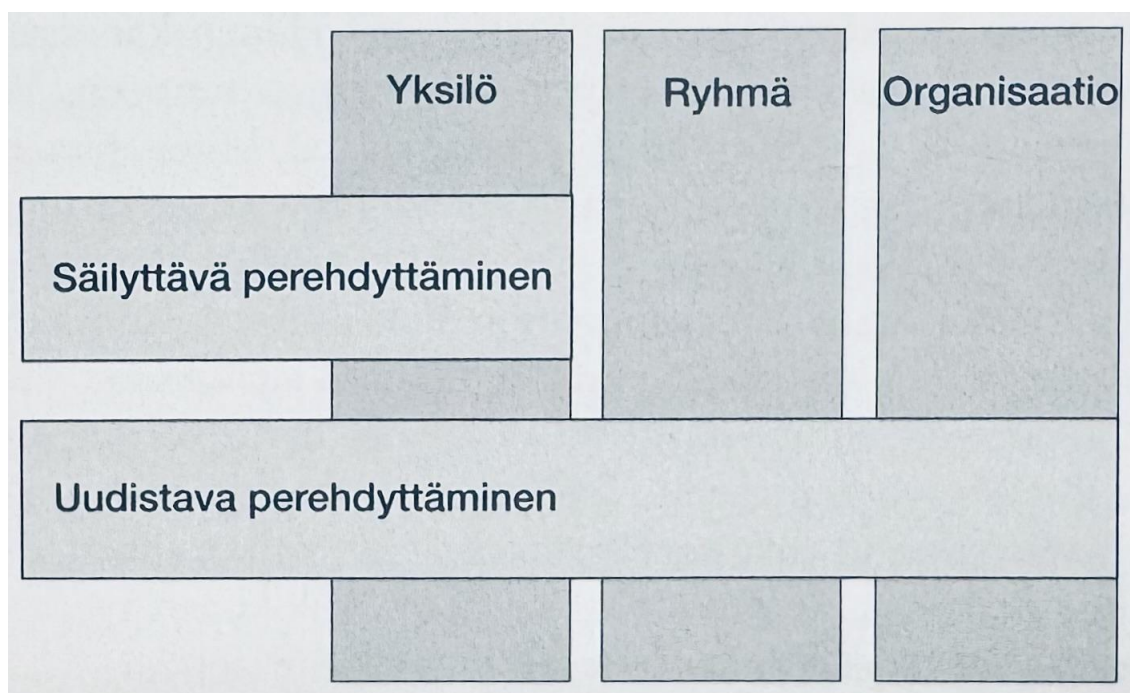 Yksilö
Ryhmä
Organisaatio
Säilyttävä perehdyttäminen
Uudistava perehdyttäminen